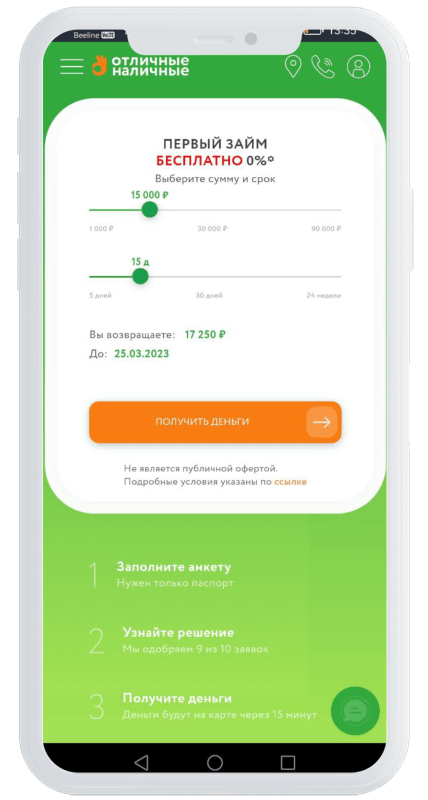 Beeline
13:35
ОТЛИЧНЫЕ
НАЛИЧНЫЕ
ПЕРВЫЙ ЗАЙМ
БЕСПЛАТНО 0%*
Выберите сумму и срок
15 000 ₽
1 000 ₽ 30 000 ₽ 90 000 ₽
15 д
5 дней 30 дней 24 недели
Вы возвращаете: 17 250 ₽
До: 25.03.2023
ПОЛУЧИТЬ ДЕНЬГИ
Не является публичной офертой.
Подробные условия указаны по ссылке
1 Заполните анкету
Нужен только паспорт
2 Узнайте решение
Мы одобряем 9 из 10 заявок
3 Получите деньги
Деньги будут на карте через 15 минут